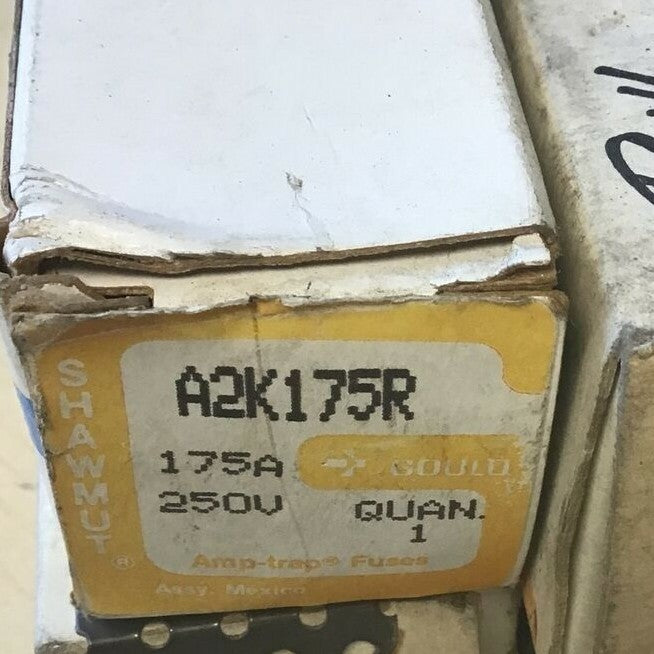 SHAWMUT®
A2K175R
175A
GOULD
250V
QUAN.
1
Amp-trap® Fuses
Assy. Mexico